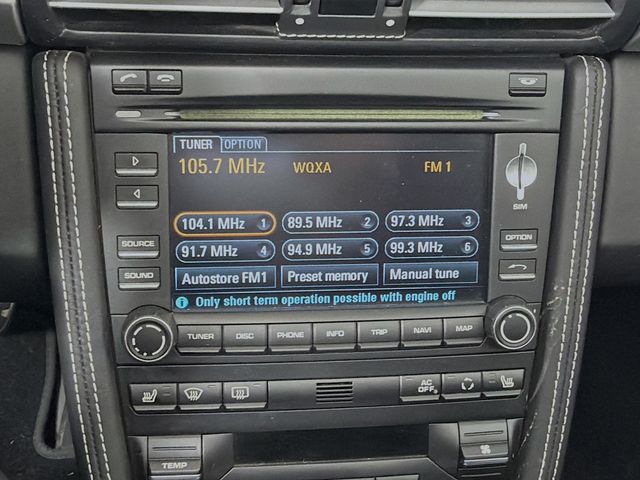 TUNER OPTION
105.7 MHz WQXA FM 1
SIM
104.1 MHz 1 89.5 MHz 2 97.3 MHz 3
SOURCE 91.7 MHz 4 94.9 MHz 5 99.3 MHz 6 OPTION
SOUND Autostore FM1 Preset memory Manual tune
Only short term operation possible with engine off
TUNER DISC PHONE INFO TRIP NAVI MAP
AC OFF
TEMP